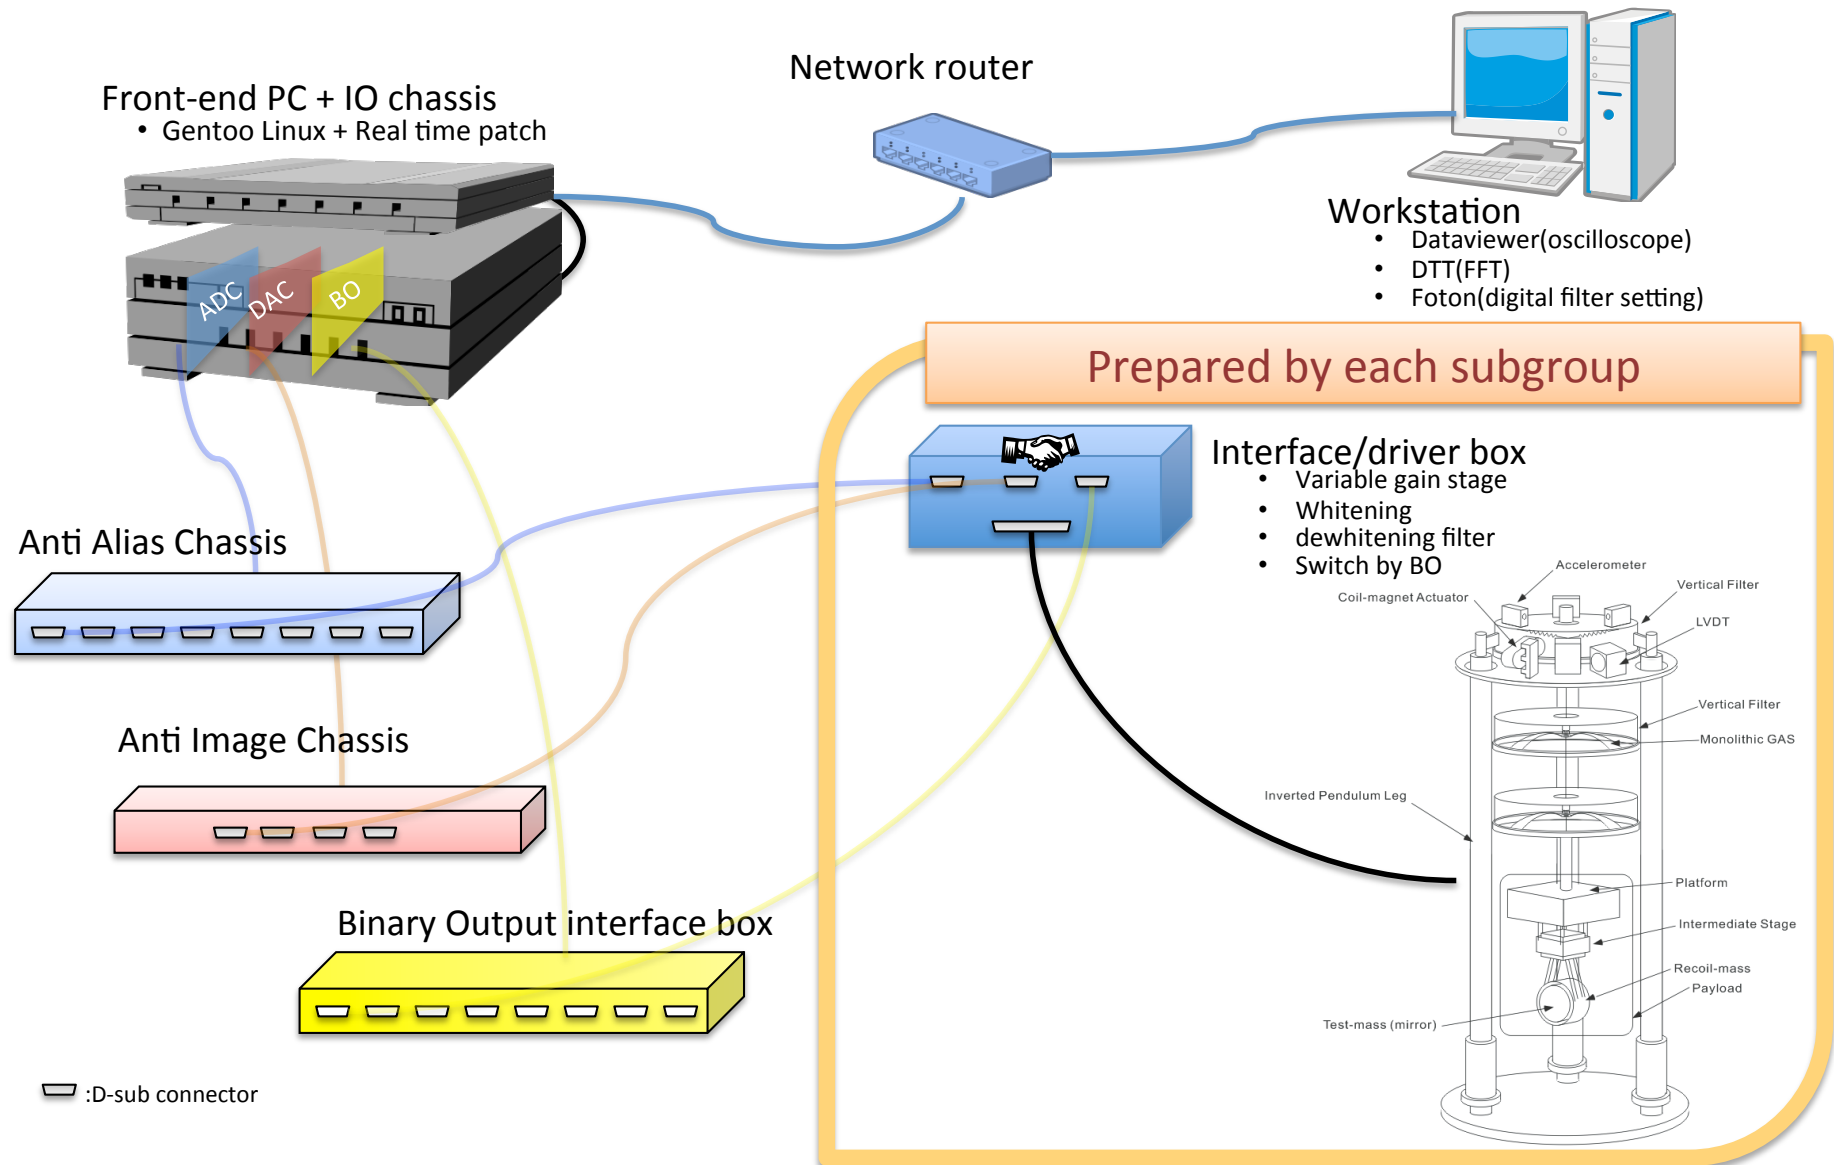 Network router
Front-end PC + IO chassis
• Gentoo Linux + Real time patch
ADC
DAC
BO
Workstation
• Dataviewer(oscilloscope)
• DTT(FFT)
• Foton(digital filter setting)
Prepared by each subgroup
Interface/driver box
• Variable gain stage
• Whitening
• dewhitening filter
• Switch by BO
Anti Alias Chassis
Anti Image Chassis
Binary Output interface box
:D-sub connector
Accelerometer
Vertical Filter
Coil-magnet Actuator
LVDT
Vertical Filter
Monolithic GAS
Inverted Pendulum Leg
Platform
Intermediate Stage
Recoil-mass
Payload
Test-mass (mirror)